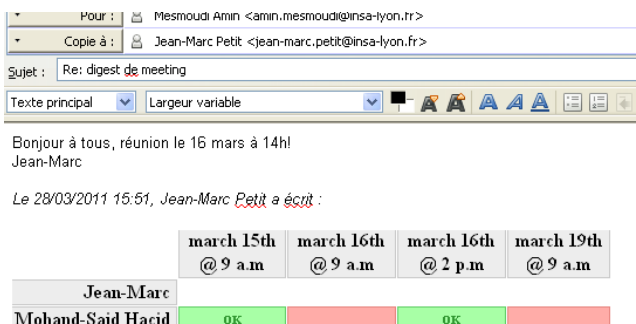 Pour : Mesmoudi Amin <amin.mesmoudi@insa-lyon.fr>
Copie à : Jean-Marc Petit <jean-marc.petit@insa-lyon.fr>
Sujet : Re: digest de meeting
Texte principal Largeur variable
Bonjour à tous, réunion le 16 mars à 14h!
Jean-Marc
Le 28/03/2011 15:51, Jean-Marc Petit a écrit :
march 15th march 16th march 16th march 19th
@ 9 a.m @ 9 a.m @ 2 p.m @ 9 a.m
Jean-Marc
Mohand-Said Hacid OK OK